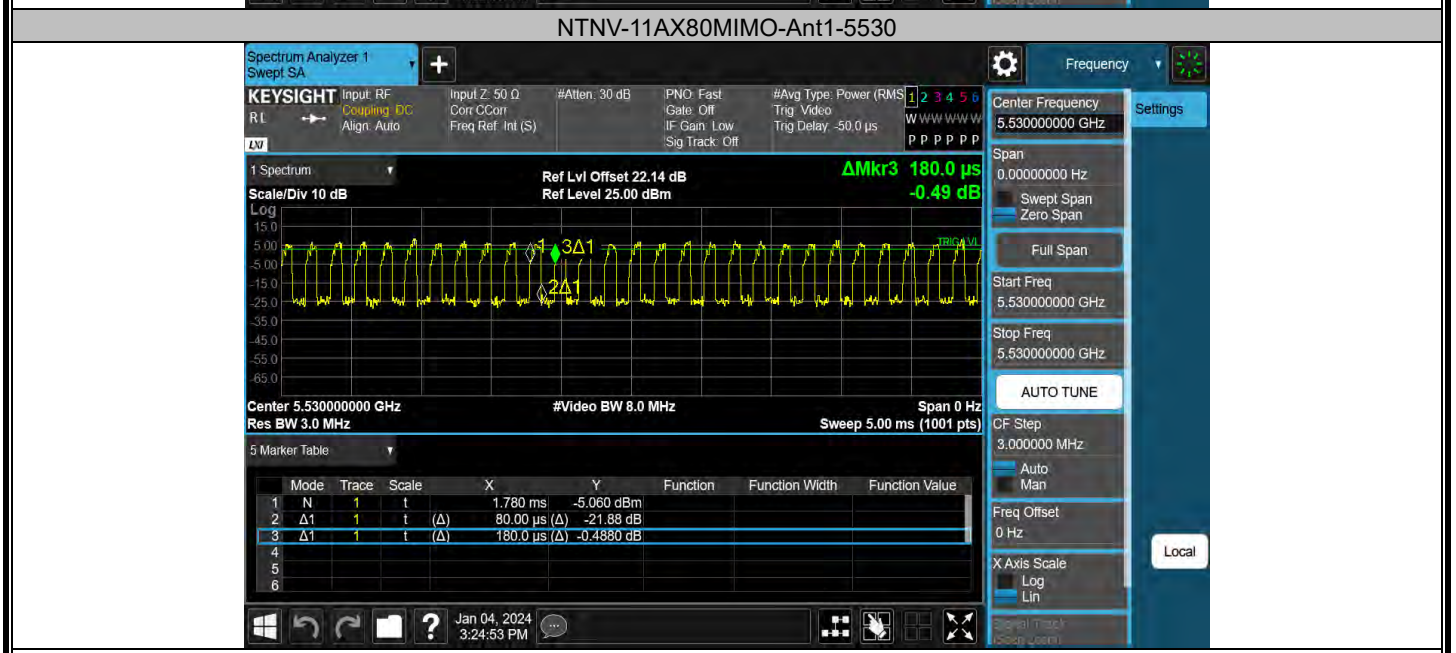 NTNV-11AX80MIMO-Ant1-5530
Spectrum Analyzer 1
Swept SA
+
Frequency
KEYSIGHT
RL
LXI
Input: RF
Coupling: DC
Align: Auto
Input Z: 50 Ω
Corr CCorr
Freq Ref: Int (S)
#Atten: 30 dB
PNO: Fast
Gate: Off
IF Gain: Low
Sig Track: Off
#Avg Type: Power (RMS
Trig: Video
Trig Delay: -50.0 µs
1 2 3 4 5 6
W W W W W W
P P P P P P
Center Frequency
5.530000000 GHz
Settings
Span
0.00000000 Hz
Swept Span
Zero Span
Full Span
Start Freq
5.530000000 GHz
Stop Freq
5.530000000 GHz
AUTO TUNE
CF Step
3.000000 MHz
Auto
Man
Freq Offset
0 Hz
X Axis Scale
Log
Lin
Local
1 Spectrum
Scale/Div 10 dB
Ref Lvl Offset 22.14 dB
Ref Level 25.00 dBm
ΔMkr3 180.0 µs
-0.49 dB
Log
15.0
5.00
-5.00
-15.0
-25.0
-35.0
-45.0
-55.0
-65.0
1
3Δ1
2Δ1
Center 5.530000000 GHz
#Video BW 8.0 MHz
Span 0 Hz
Res BW 3.0 MHz
Sweep 5.00 ms (1001 pts)
5 Marker Table
Mode Trace Scale X Y Function Function Width Function Value
1 N 1 t 1.780 ms -5.060 dBm
2 Δ1 1 t (Δ) 80.00 µs (Δ) -21.88 dB
3 Δ1 1 t (Δ) 180.0 µs (Δ) -0.4880 dB
4
5
6
?
Jan 04, 2024
3:24:53 PM